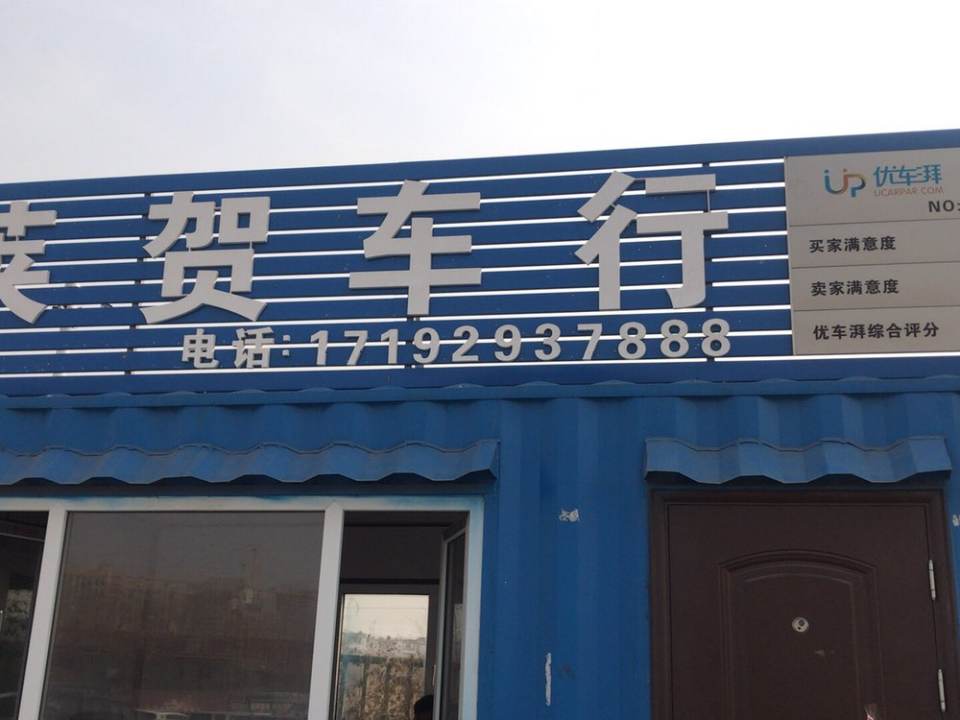 贺车行
电话:17192937888
UP 优车湃
UCARPAR.COM
NO:
买家满意度
卖家满意度
优车湃综合评分